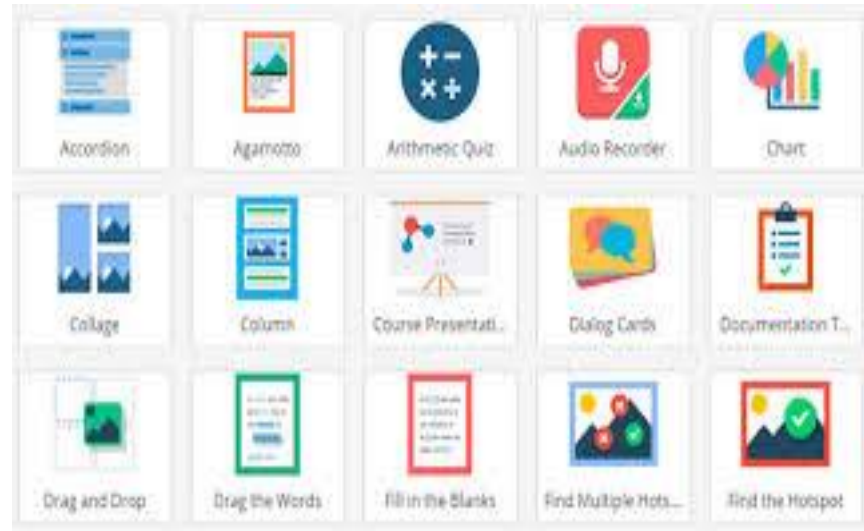 Accordion
Agamotto
Arithmetic Quiz
Audio Recorder
Chart
Collage
Column
Course Presentati...
Dialog Cards
Documentation T...
Drag and Drop
Drag the Words
Fill in the Blanks
Find Multiple Hots...
Find the Hotspot